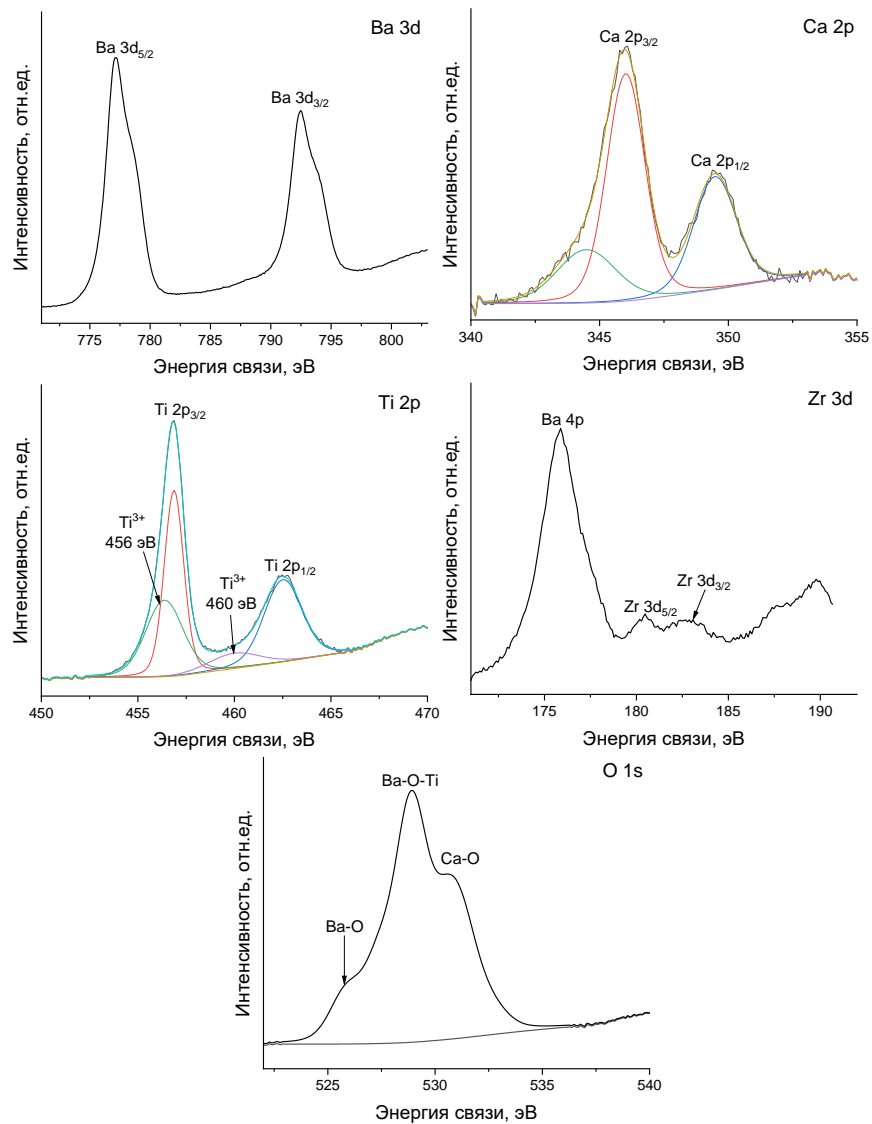 Ba 3d
Ba 3d5/2
Ba 3d3/2
Интенсивность, отн.ед.
775 780 785 790 795 800
Энергия связи, эВ
Ca 2p
Ca 2p3/2
Ca 2p1/2
Интенсивность, отн.ед.
340 345 350 355
Энергия связи, эВ
Ti 2p
Ti 2p3/2
Ti3+
456 эВ
Ti3+
460 эВ
Ti 2p1/2
Интенсивность, отн.ед.
450 455 460 465 470
Энергия связи, эВ
Zr 3d
Ba 4p
Zr 3d5/2
Zr 3d3/2
Интенсивность, отн.ед.
175 180 185 190
Энергия связи, эВ
O 1s
Ba-O-Ti
Ca-O
Ba-O
Интенсивность, отн.ед.
525 530 535 540
Энергия связи, эВ